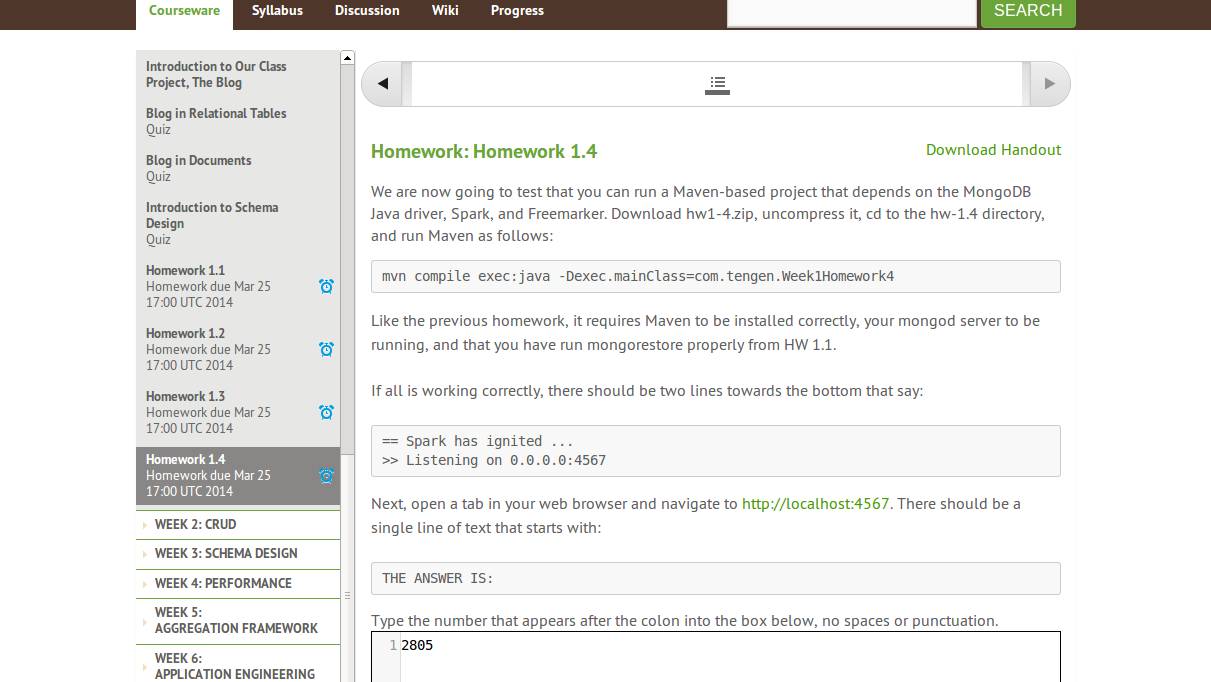 Courseware Syllabus Discussion Wiki Progress SEARCH
Introduction to Our Class
Project, The Blog
Blog in Relational Tables
Quiz
Blog in Documents
Quiz
Introduction to Schema
Design
Quiz
Homework 1.1
Homework due Mar 25
17:00 UTC 2014
Homework 1.2
Homework due Mar 25
17:00 UTC 2014
Homework 1.3
Homework due Mar 25
17:00 UTC 2014
Homework 1.4
Homework due Mar 25
17:00 UTC 2014
WEEK 2: CRUD
WEEK 3: SCHEMA DESIGN
WEEK 4: PERFORMANCE
WEEK 5:
AGGREGATION FRAMEWORK
WEEK 6:
APPLICATION ENGINEERING
Homework: Homework 1.4
Download Handout
We are now going to test that you can run a Maven-based project that depends on the MongoDB
Java driver, Spark, and Freemarker. Download hw1-4.zip, uncompress it, cd to the hw-1.4 directory,
and run Maven as follows:
mvn compile exec:java -Dexec.mainClass=com.tengen.Week1Homework4
Like the previous homework, it requires Maven to be installed correctly, your mongod server to be
running, and that you have run mongorestore properly from HW 1.1.
If all is working correctly, there should be two lines towards the bottom that say:
== Spark has ignited ...
>> Listening on 0.0.0.0:4567
Next, open a tab in your web browser and navigate to http://localhost:4567. There should be a
single line of text that starts with:
THE ANSWER IS:
Type the number that appears after the colon into the box below, no spaces or punctuation.
1 2805